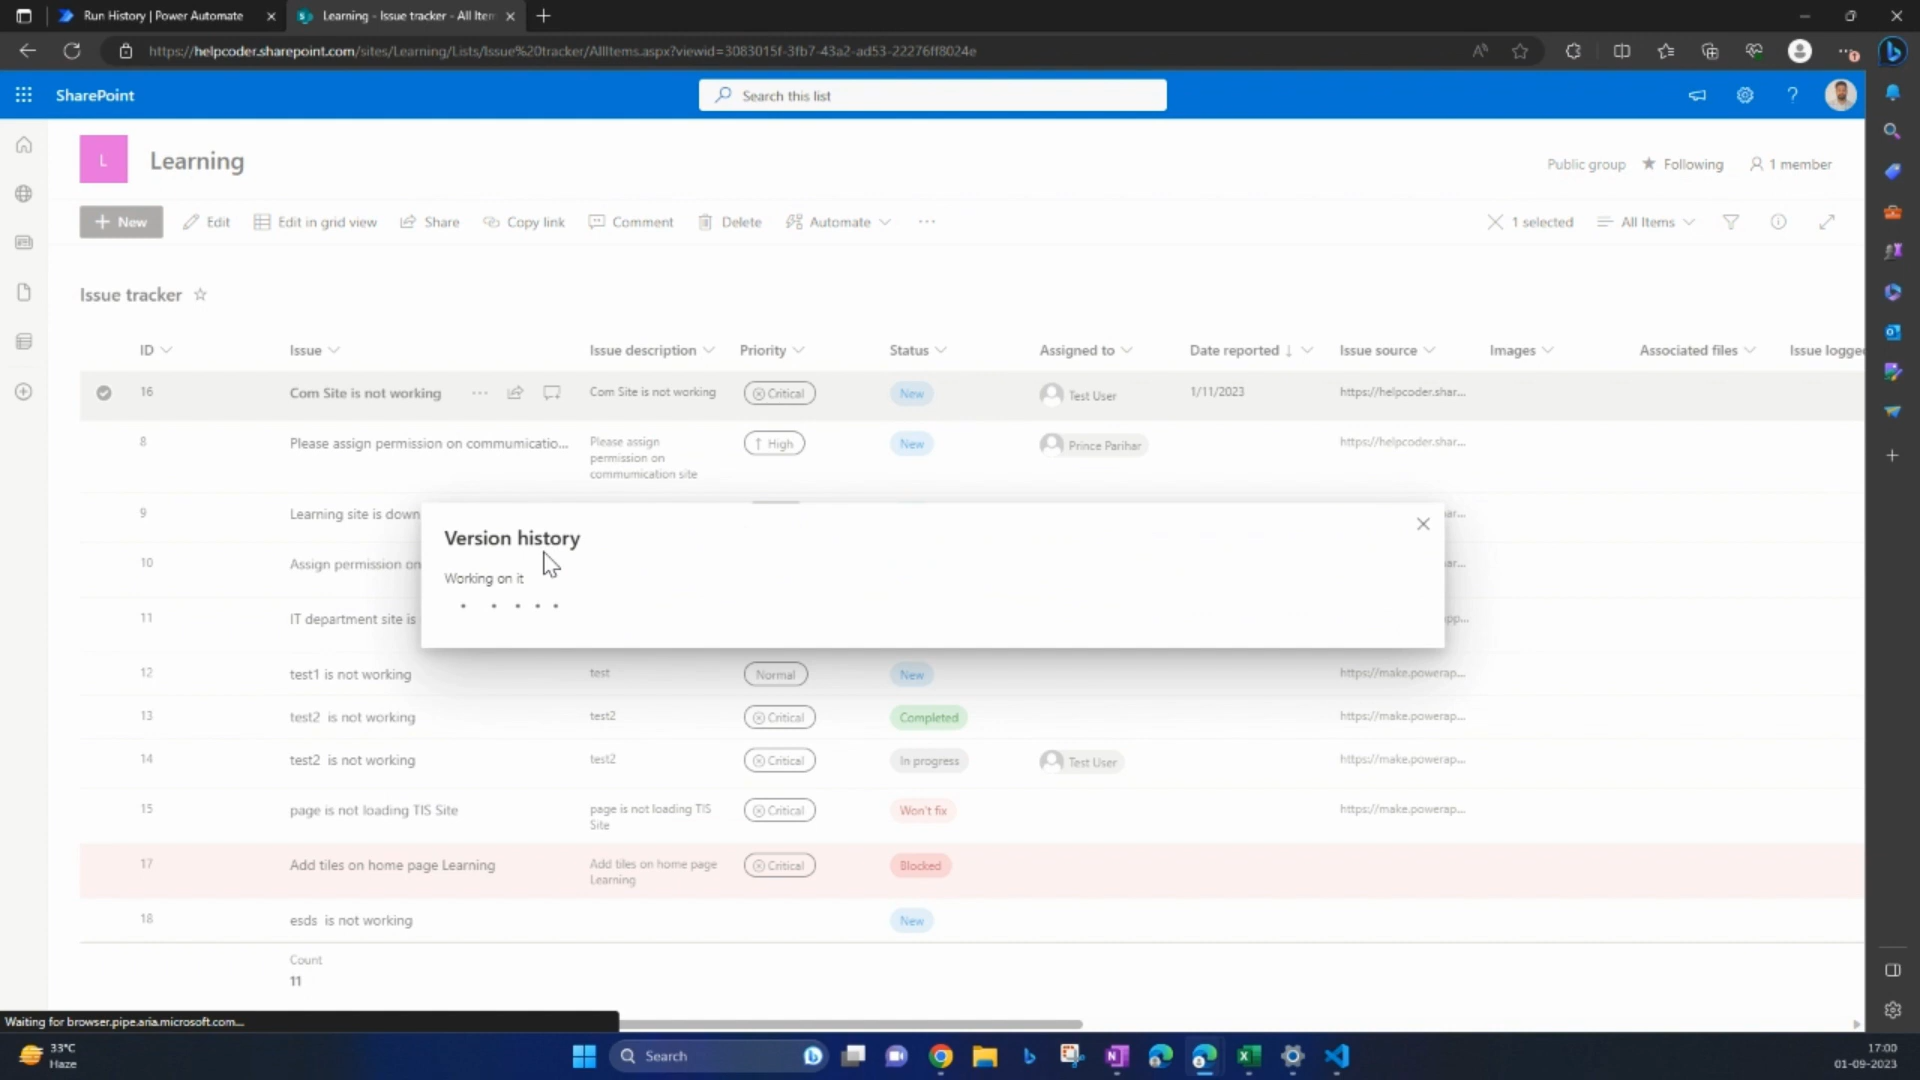 Run History | Power Automate
Learning - Issue tracker - All Item
https://helpcoder.sharepoint.com/sites/Learning/Lists/Issue%20tracker/AllItems.aspx?viewid=3083015f-3fb7-43a2-ad53-22276ff8024e
SharePoint
Search this list
L
Learning
Public group Following 1 member
New Edit Edit in grid view Share Copy link Comment Delete Automate
1 selected All Items
Issue tracker
ID Issue Issue description Priority Status Assigned to Date reported Issue source Images Associated files Issue logge
16 Com Site is not working Com Site is not working Critical New Test User 1/11/2023 https://helpcoder.shar...
8 Please assign permission on commumicatio... Please assign High New Prince Parihar https://helpcoder.shar...
permission on
commumication site
9 Learning site is down ar...
10 Assign permission on ar...
11 IT department site is pp...
Version history
Working on it
12 test1 is not working test Normal New https://make.powerap...
13 test2 is not working test2 Critical Completed https://make.powerap...
14 test2 is not working test2 Critical In progress Test User https://make.powerap...
15 page is not loading TIS Site page is not loading TIS Critical Won't fix https://make.powerap...
Site
17 Add tiles on home page Learning Add tiles on home page Critical Blocked
Learning
18 esds is not working New
Count
11
Waiting for browser.pipe.aria.microsoft.com...
33°C
Haze
Search
17:00
01-09-2023